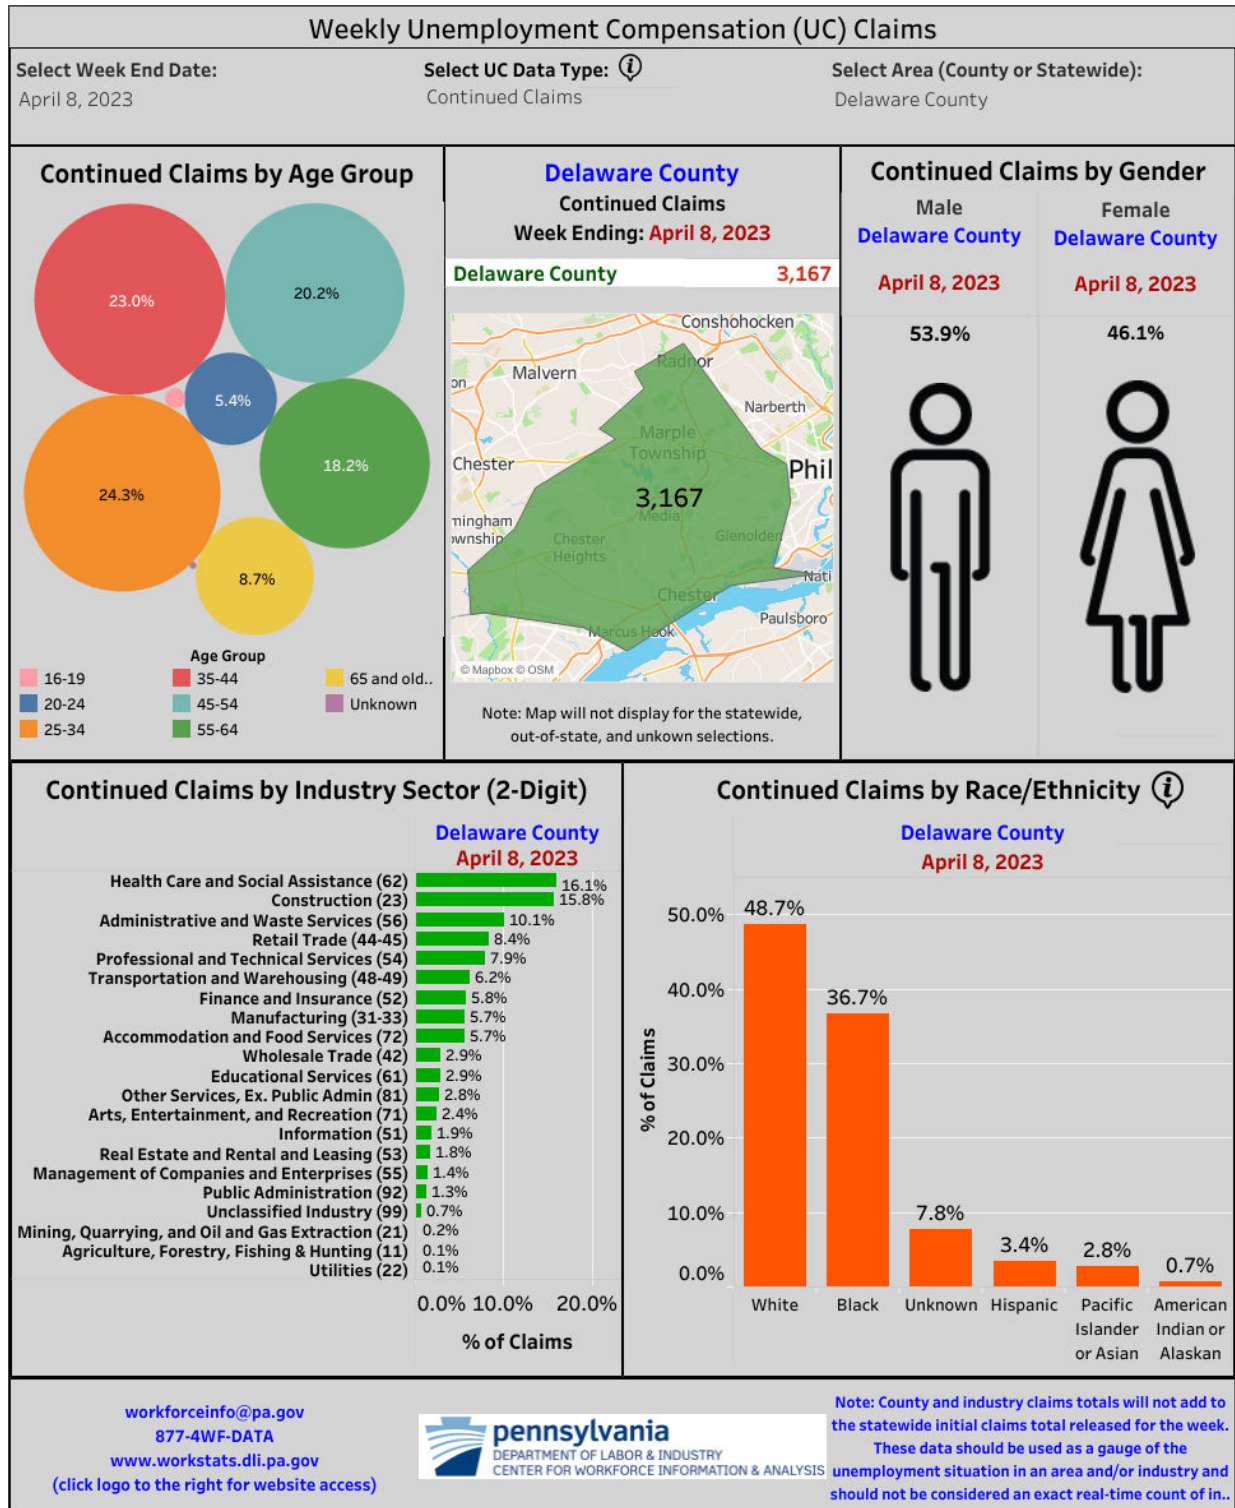 Weekly Unemployment Compensation (UC) Claims
Select Week End Date:
April 8, 2023
Select UC Data Type: i
Continued Claims
Select Area (County or Statewide):
Delaware County
Continued Claims by Age Group
23.0%
20.2%
5.4%
18.2%
24.3%
8.7%
Age Group
16-19
20-24
25-34
35-44
45-54
55-64
65 and old..
Unknown
Delaware County
Continued Claims
Week Ending: April 8, 2023
Delaware County 3,167
Conshohocken
Radnor
Malvern
on
Narberth
Marple
Township
Chester
Phil
3,167
Media
mingham
ownship
Chester
Heights
Glenolden
Nati
Chester
Paulsboro
Marcus Hook
© Mapbox © OSM
Note: Map will not display for the statewide,
out-of-state, and unkown selections.
Continued Claims by Gender
Male
Delaware County
April 8, 2023
53.9%
Female
Delaware County
April 8, 2023
46.1%
Continued Claims by Industry Sector (2-Digit)
Delaware County
April 8, 2023
Health Care and Social Assistance (62) 16.1%
Construction (23) 15.8%
Administrative and Waste Services (56) 10.1%
Retail Trade (44-45) 8.4%
Professional and Technical Services (54) 7.9%
Transportation and Warehousing (48-49) 6.2%
Finance and Insurance (52) 5.8%
Manufacturing (31-33) 5.7%
Accommodation and Food Services (72) 5.7%
Wholesale Trade (42) 2.9%
Educational Services (61) 2.9%
Other Services, Ex. Public Admin (81) 2.8%
Arts, Entertainment, and Recreation (71) 2.4%
Information (51) 1.9%
Real Estate and Rental and Leasing (53) 1.8%
Management of Companies and Enterprises (55) 1.4%
Public Administration (92) 1.3%
Unclassified Industry (99) 0.7%
Mining, Quarrying, and Oil and Gas Extraction (21) 0.2%
Agriculture, Forestry, Fishing & Hunting (11) 0.1%
Utilities (22) 0.1%
0.0% 10.0% 20.0%
% of Claims
Continued Claims by Race/Ethnicity i
Delaware County
April 8, 2023
% of Claims
50.0%
40.0%
30.0%
20.0%
10.0%
0.0%
48.7%
36.7%
7.8%
3.4%
2.8%
0.7%
White
Black
Unknown
Hispanic
Pacific
Islander
or Asian
American
Indian or
Alaskan
workforceinfo@pa.gov
877-4WF-DATA
www.workstats.dli.pa.gov
(click logo to the right for website access)
pennsylvania
DEPARTMENT OF LABOR & INDUSTRY
CENTER FOR WORKFORCE INFORMATION & ANALYSIS
Note: County and industry claims totals will not add to
the statewide initial claims total released for the week.
These data should be used as a gauge of the
unemployment situation in an area and/or industry and
should not be considered an exact real-time count of in..